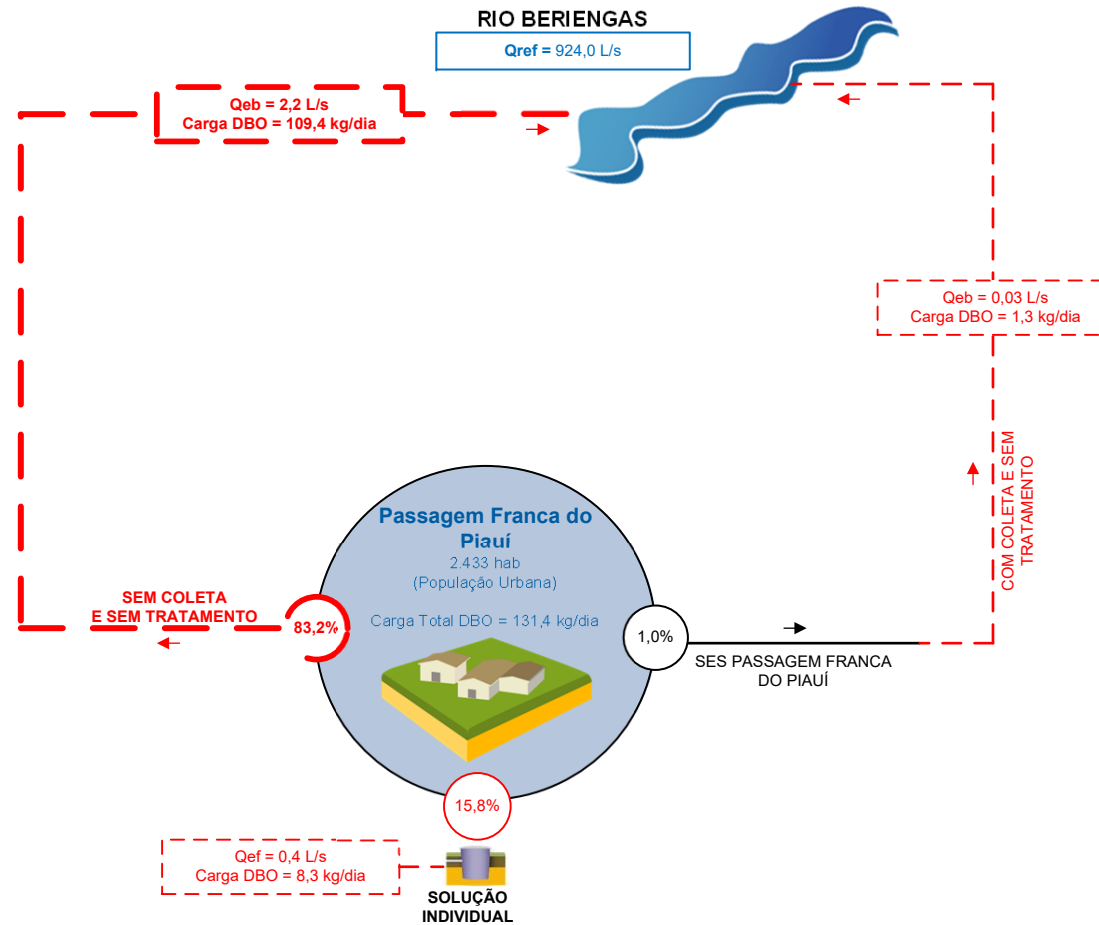 RIO BERIENGAS
Qref = 924,0 L/s
Qeb = 2,2 L/s
Carga DBO = 109,4 kg/dia
Qeb = 0,03 L/s
Carga DBO = 1,3 kg/dia
COM COLETA E SEM
TRATAMENTO
Passagem Franca do
Piauí
2.433 hab
(População Urbana)
Carga Total DBO = 131,4 kg/dia
SEM COLETA
E SEM TRATAMENTO
83,2%
1,0%
SES PASSAGEM FRANCA
DO PIAUÍ
15,8%
Qef = 0,4 L/s
Carga DBO = 8,3 kg/dia
SOLUÇÃO
INDIVIDUAL